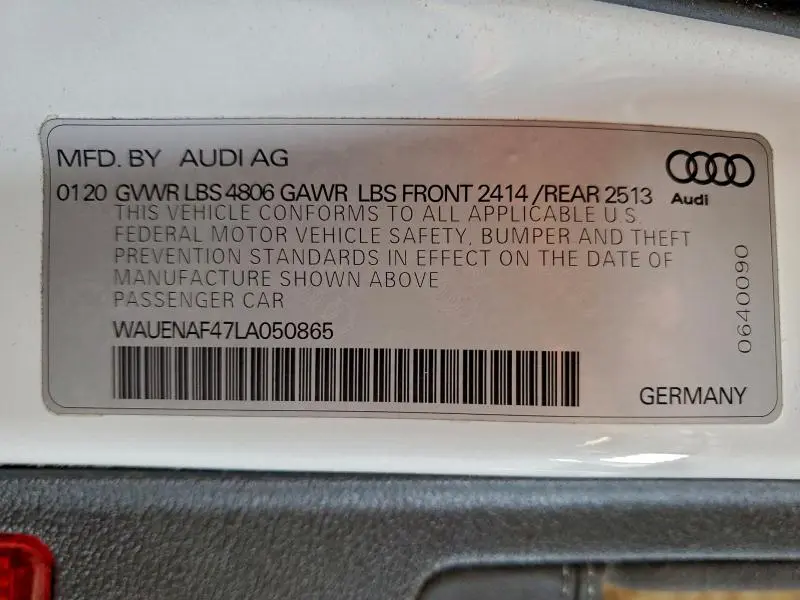 MFD. BY AUDI AG
0120 GVWR LBS 4806 GAWR LBS FRONT 2414 /REAR 2513
Audi
THIS VEHICLE CONFORMS TO ALL APPLICABLE U.S.
FEDERAL MOTOR VEHICLE SAFETY, BUMPER AND THEFT
PREVENTION STANDARDS IN EFFECT ON THE DATE OF
MANUFACTURE SHOWN ABOVE
PASSENGER CAR
WAUENAF47LA050865
0640090
GERMANY